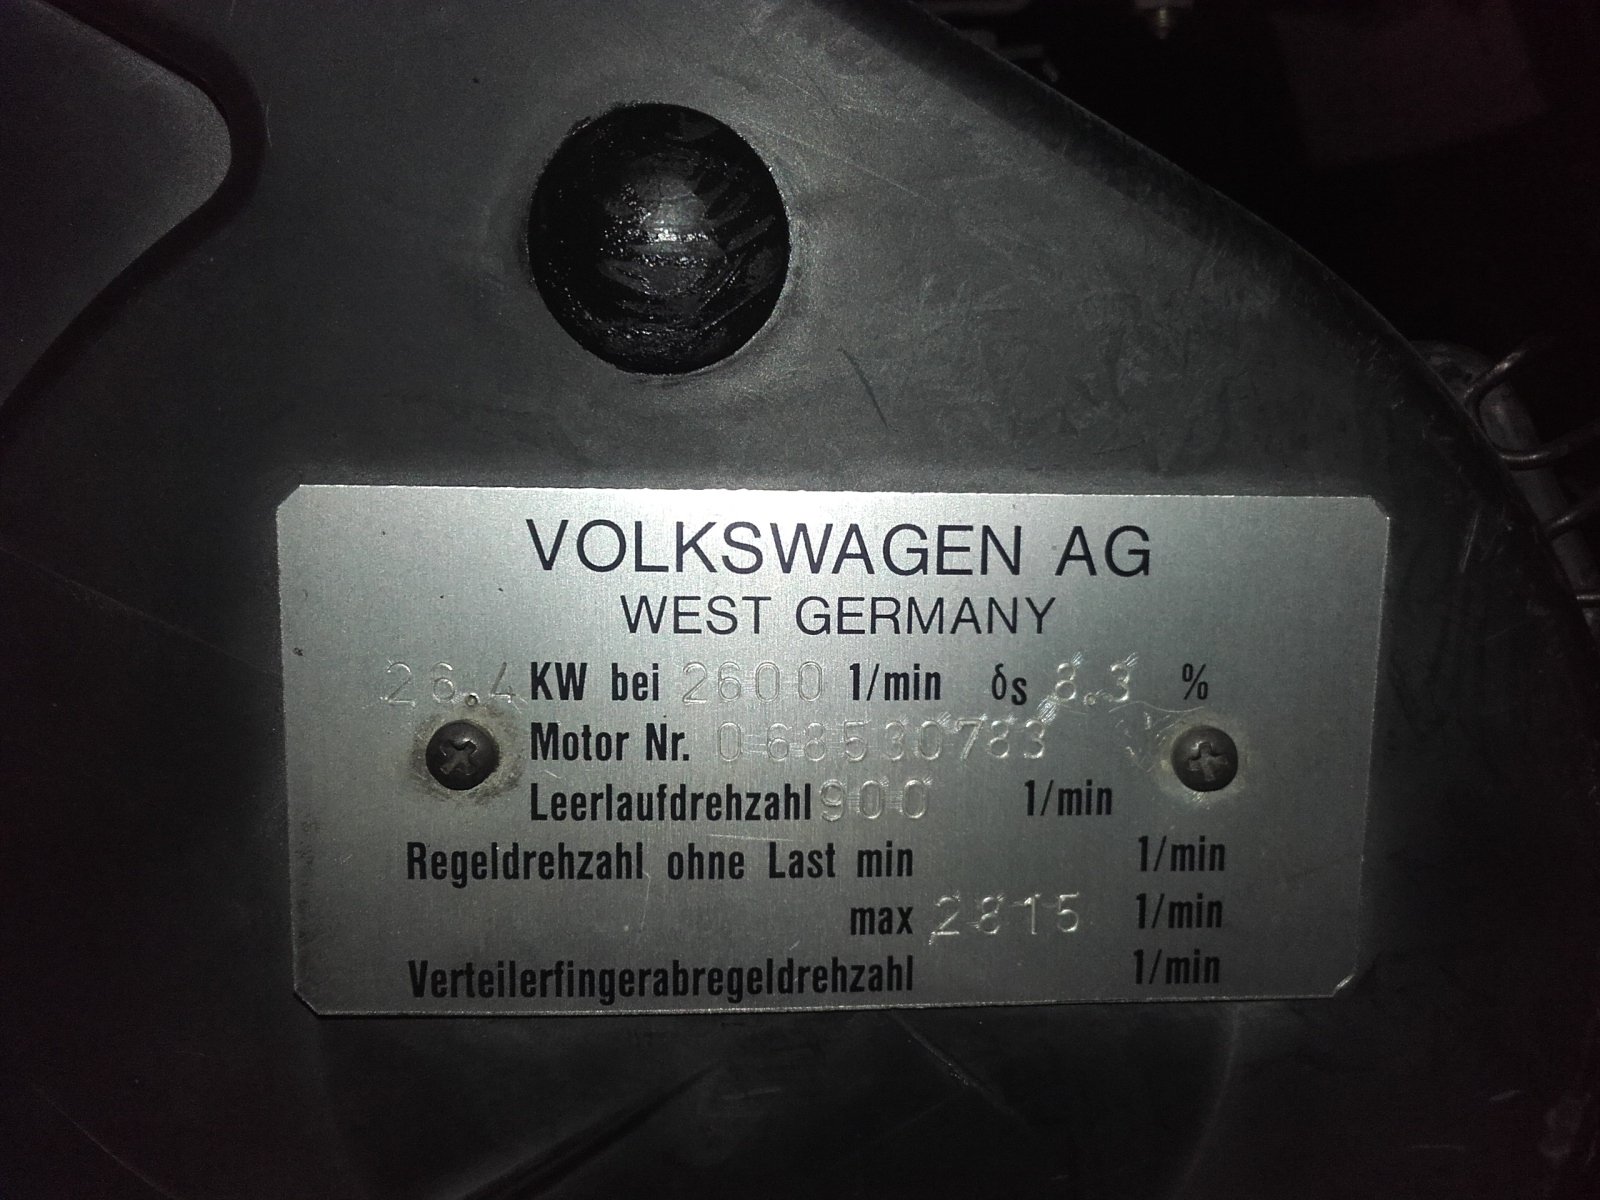 VOLKSWAGEN AG
WEST GERMANY
26.4 KW bei 2600 1/min δs 8.3 %
Motor Nr. 068530783
Leerlaufdrehzahl 900 1/min
Regeldrehzahl ohne Last min 1/min
max 2815 1/min
Verteilerfingerabregeldrehzahl 1/min